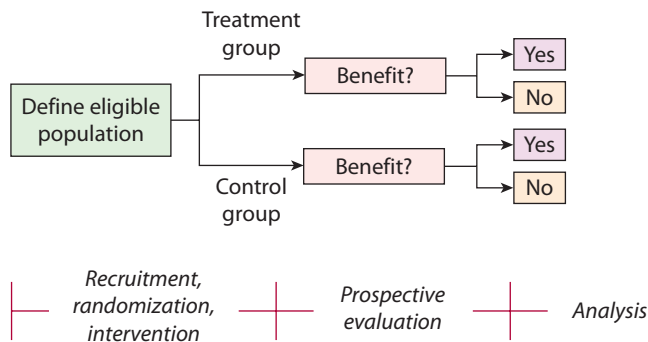 Treatment
group
Define eligible
population
Benefit?
Yes
No
Control
group
Benefit?
Yes
No
Recruitment,
randomization,
intervention
Prospective
evaluation
Analysis